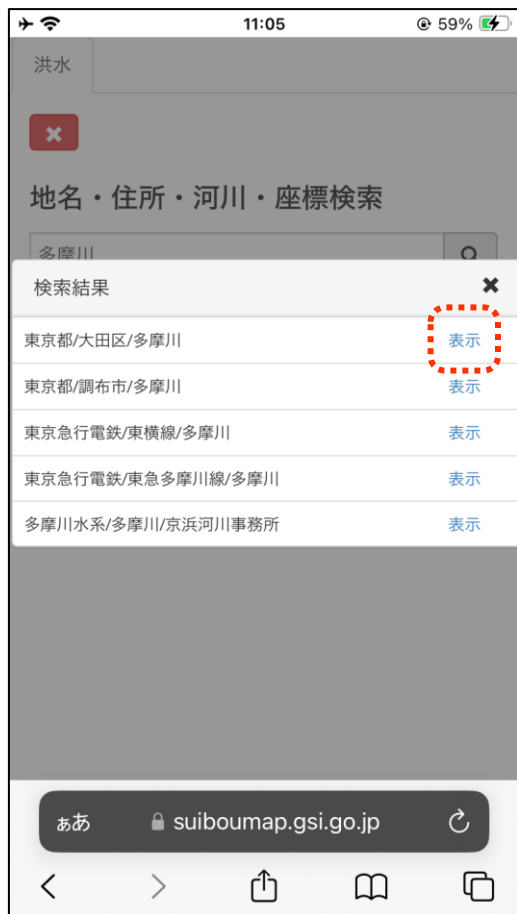 11:05 59%
洪水
地名・住所・河川・座標検索
多摩川
検索結果
東京都/大田区/多摩川 表示
東京都/調布市/多摩川 表示
東京急行電鉄/東横線/多摩川 表示
東京急行電鉄/東急多摩川線/多摩川 表示
多摩川水系/多摩川/京浜河川事務所 表示
ぁあ suiboumap.gsi.go.jp